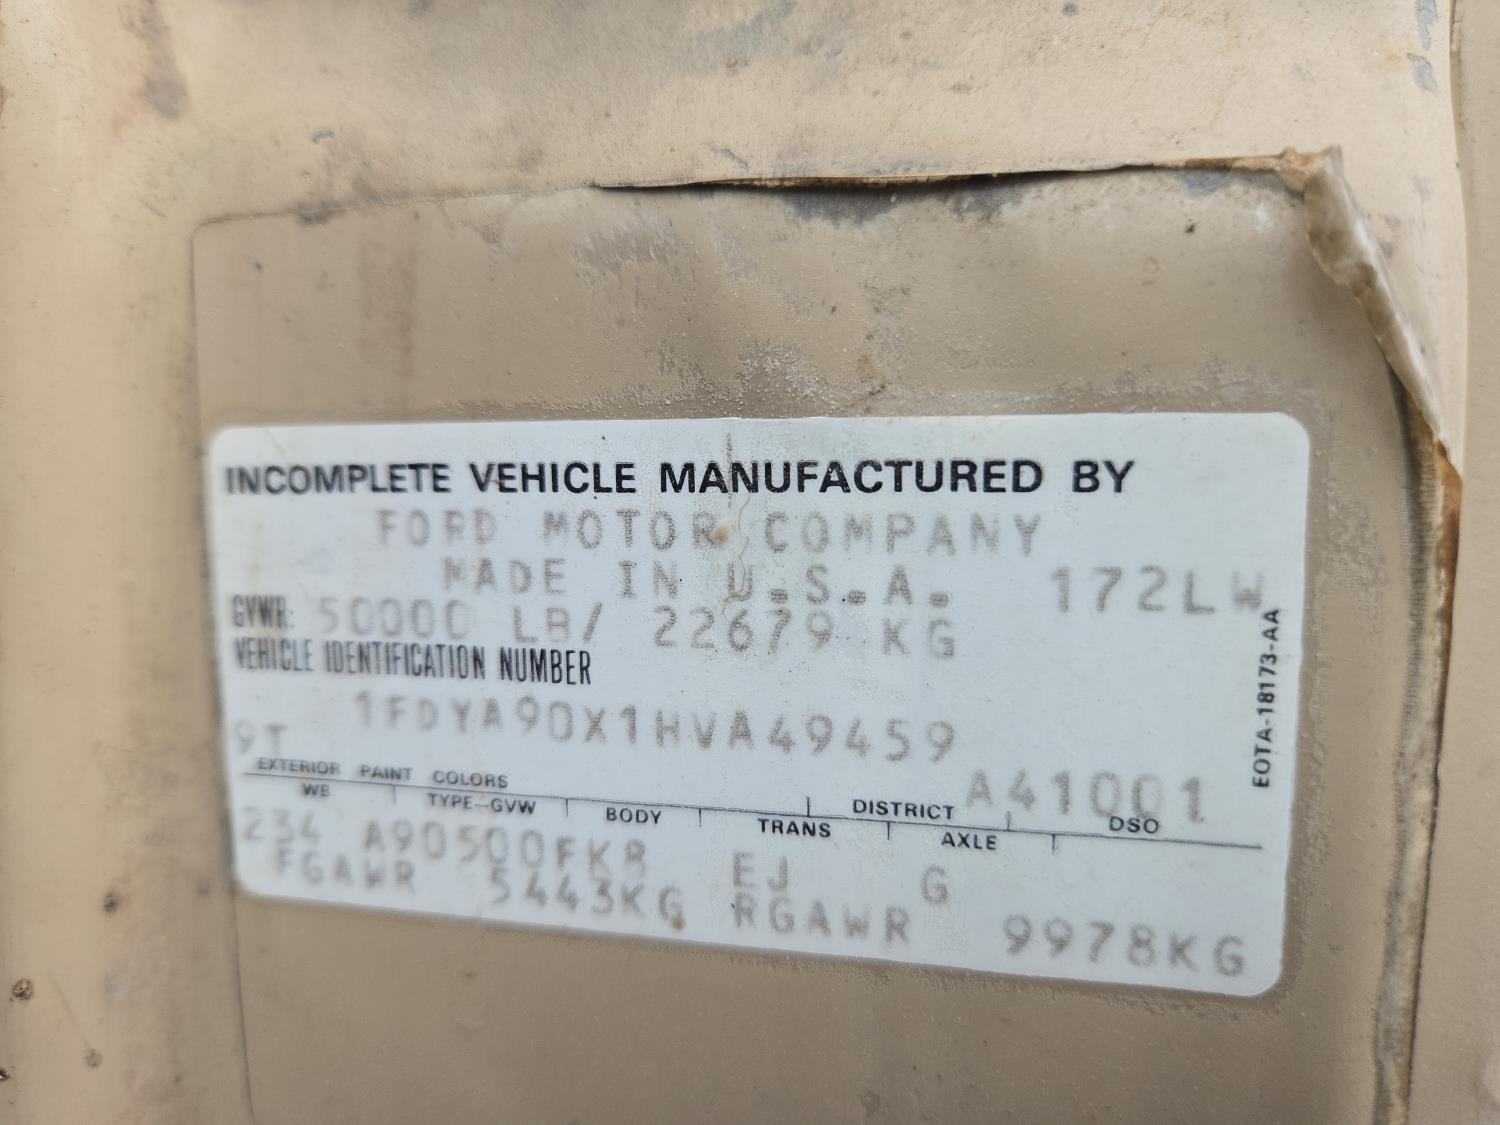 INCOMPLETE VEHICLE MANUFACTURED BY
FORD MOTOR COMPANY
MADE IN U.S.A. 172LW
GVWR: 50000 LB/ 22679 KG
VEHICLE IDENTIFICATION NUMBER
1FDYA90X1HVA49459
9T
EXTERIOR PAINT COLORS DISTRICT A41001
WB TYPE-GVW BODY TRANS AXLE DSO
234 A90500FK8 EJ G
FGAWR 5443KG RGAWR 9978KG
EOTA-18173-AA